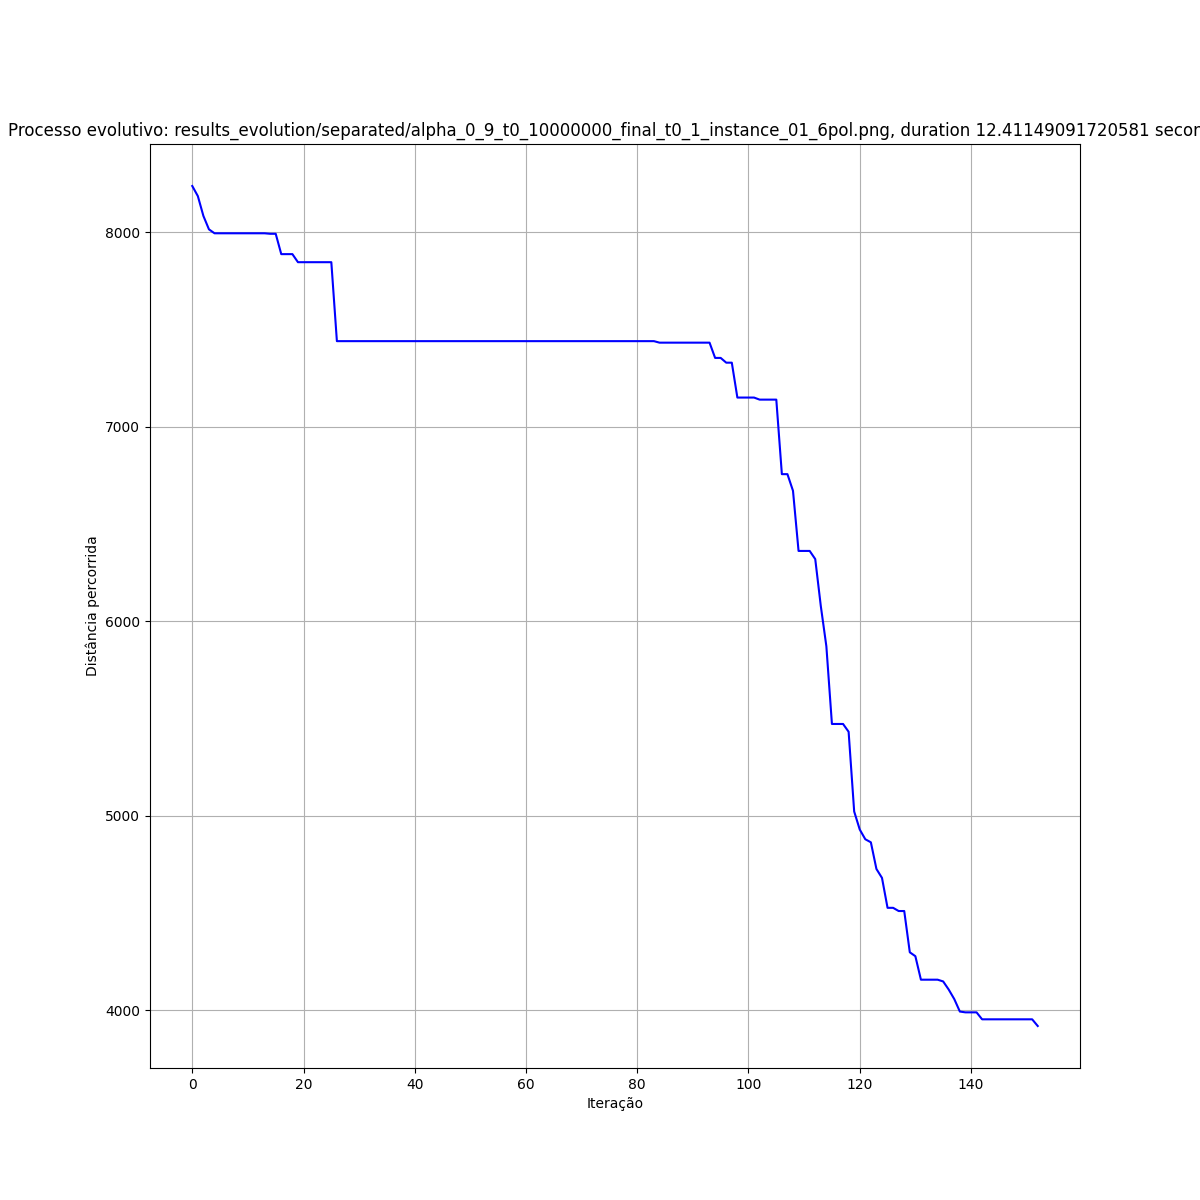 Processo evolutivo: results_evolution/separated/alpha_0_9_t0_10000000_final_t0_1_instance_01_6pol.png, duration 12.41149091720581
8000
7000
6000
5000
4000
Distância percorrida
0 20 40 60 80 100 120 140
Iteração